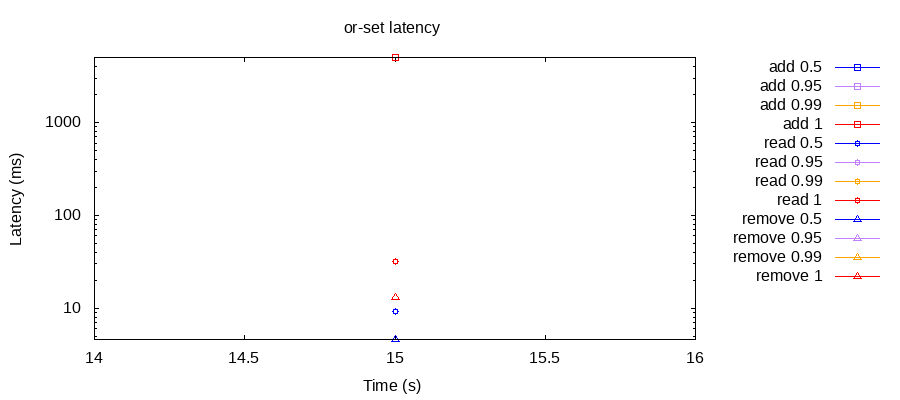 or-set latency
add 0.5
add 0.95
add 0.99
add 1
read 0.5
read 0.95
read 0.99
read 1
remove 0.5
remove 0.95
remove 0.99
remove 1
Latency (ms)
1000
100
10
14 14.5 15 15.5 16
Time (s)